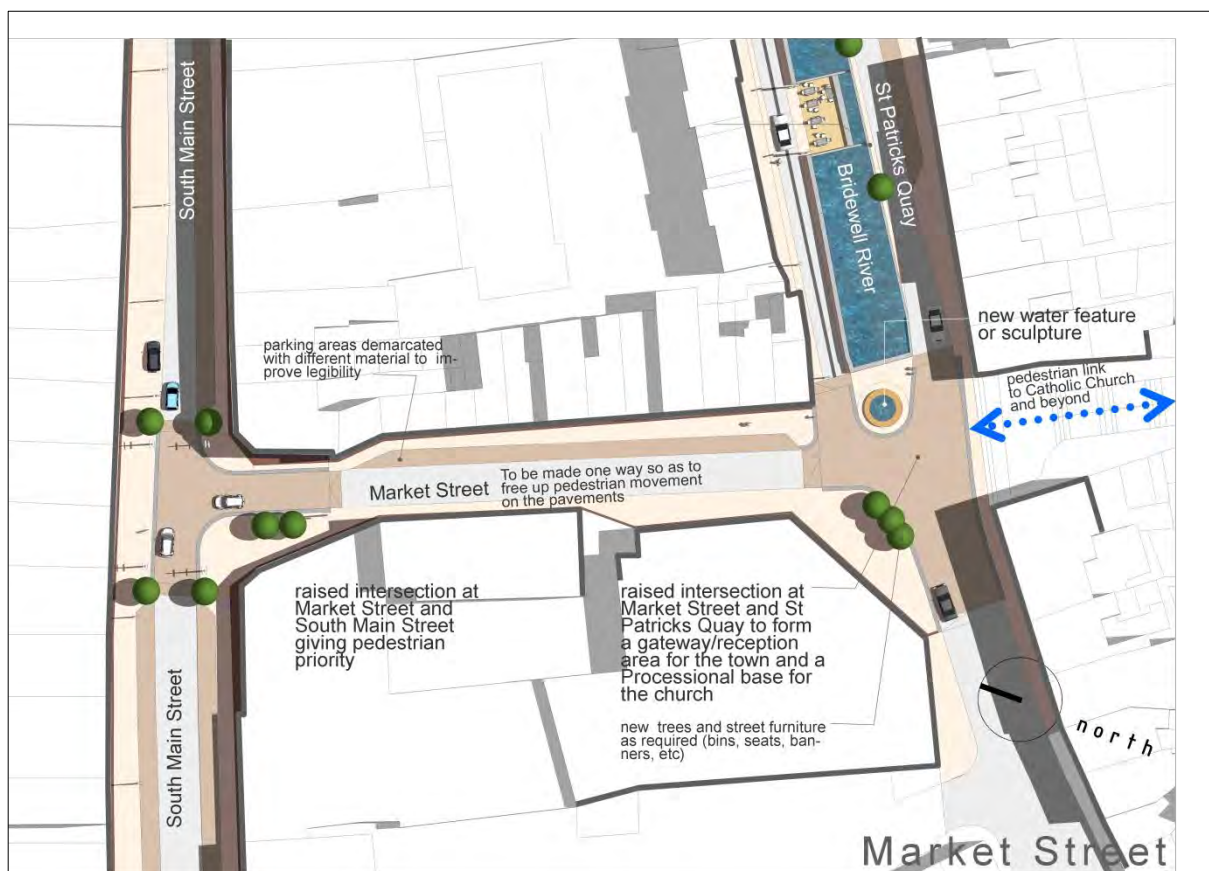 South Main Street
St Patricks Quay
Bridewell River
new water feature
or sculpture
parking areas demarcated
with different material to im-
prove legibility
pedestrian link
to Catholic Church
and beyond
Market Street
To be made one way so as to
free up pedestrian movement
on the pavements
raised intersection at
Market Street and
South Main Street
giving pedestrian
priority
raised intersection at
Market Street and St
Patricks Quay to form
a gateway/reception
area for the town and a
Processional base for
the church
new trees and street furniture
as required (bins, seats, ban-
ners, etc)
South Main Street
north
Market Street